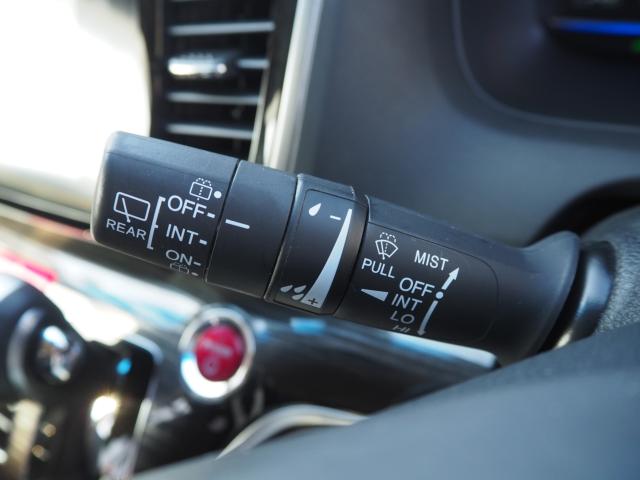 REAR
OFF
INT
ON
- 
+
PULL
MIST
OFF
INT
LO
HI